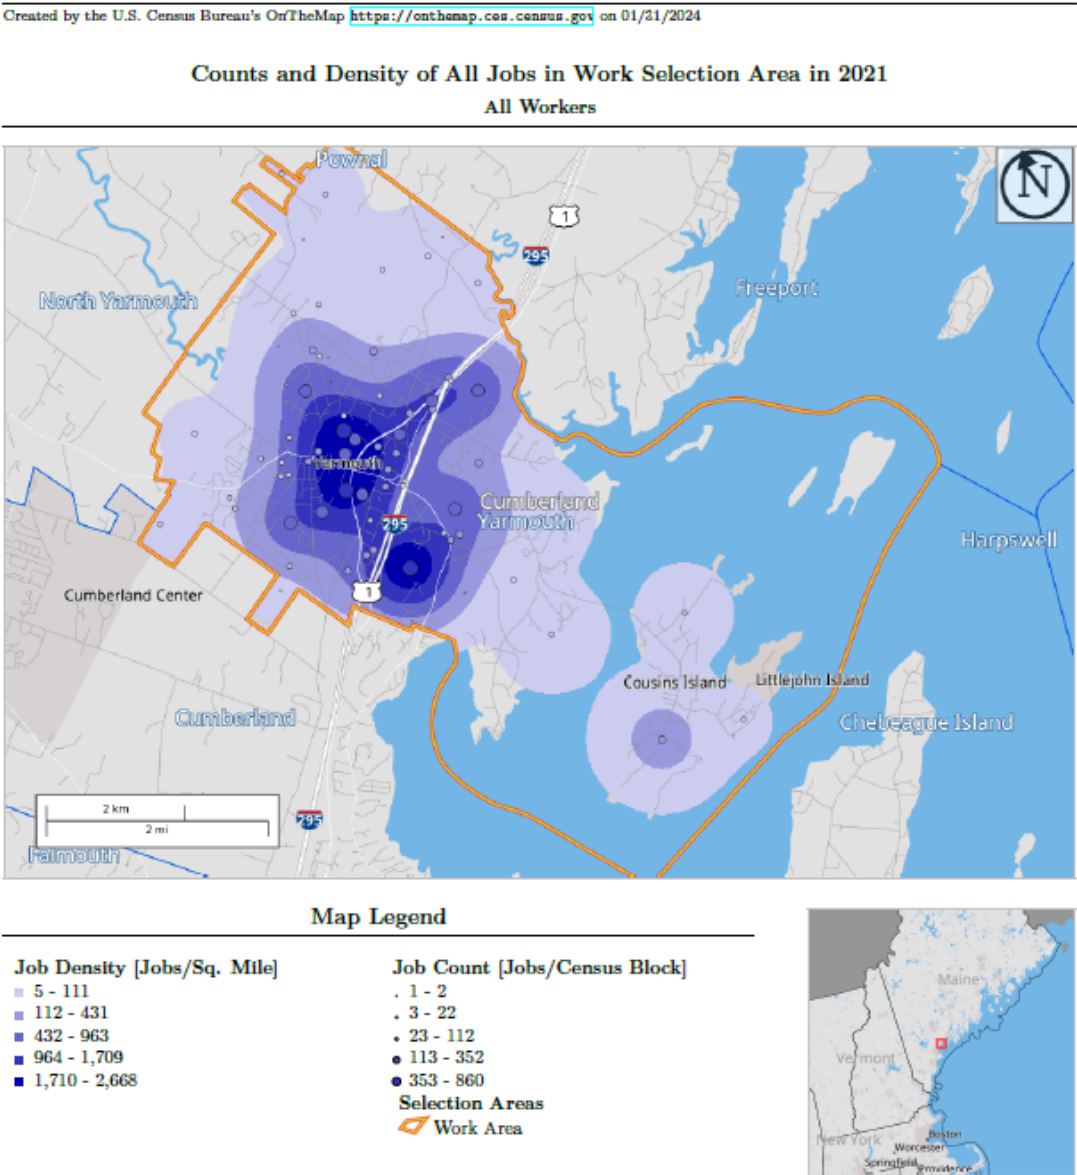 Created by the U.S. Census Bureau's OnTheMap https://onthemap.ces.census.gov on 01/31/2024
Counts and Density of All Jobs in Work Selection Area in 2021
All Workers
Pownal
N
1
295
North Yarmouth
Freeport
Yarmouth
Cumberland
Yarmouth
295
Harpswell
1
Cumberland Center
Cousins Island
Littlejohn Island
Cumberland
Chebeague Island
2 km
2 mi
295
Falmouth
Map Legend
Job Density [Jobs/Sq. Mile]
5 - 111
112 - 431
432 - 963
964 - 1,709
1,710 - 2,668
Job Count [Jobs/Census Block]
1 - 2
3 - 22
23 - 112
113 - 352
353 - 860
Selection Areas
Work Area
Maine
Vermont
New York
Boston
Worcester
Springfield
Providence